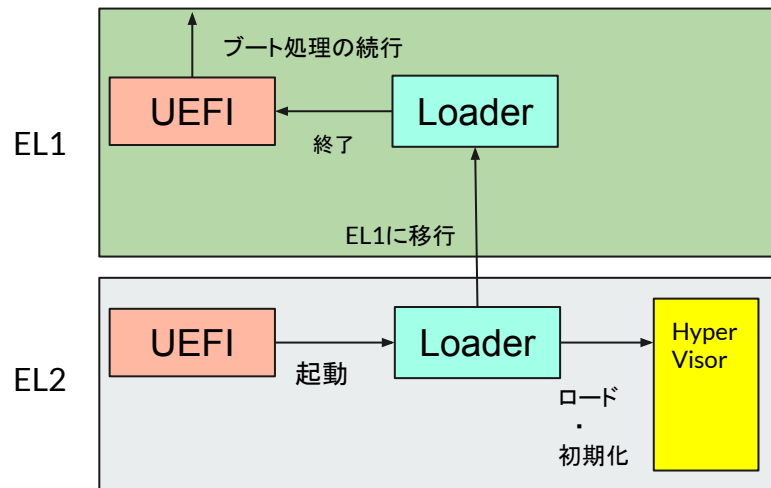 ブート処理の続行
UEFI
Loader
EL1
終了
EL1に移行
UEFI
Loader
Hyper
Visor
EL2
起動
ロード
・
初期化